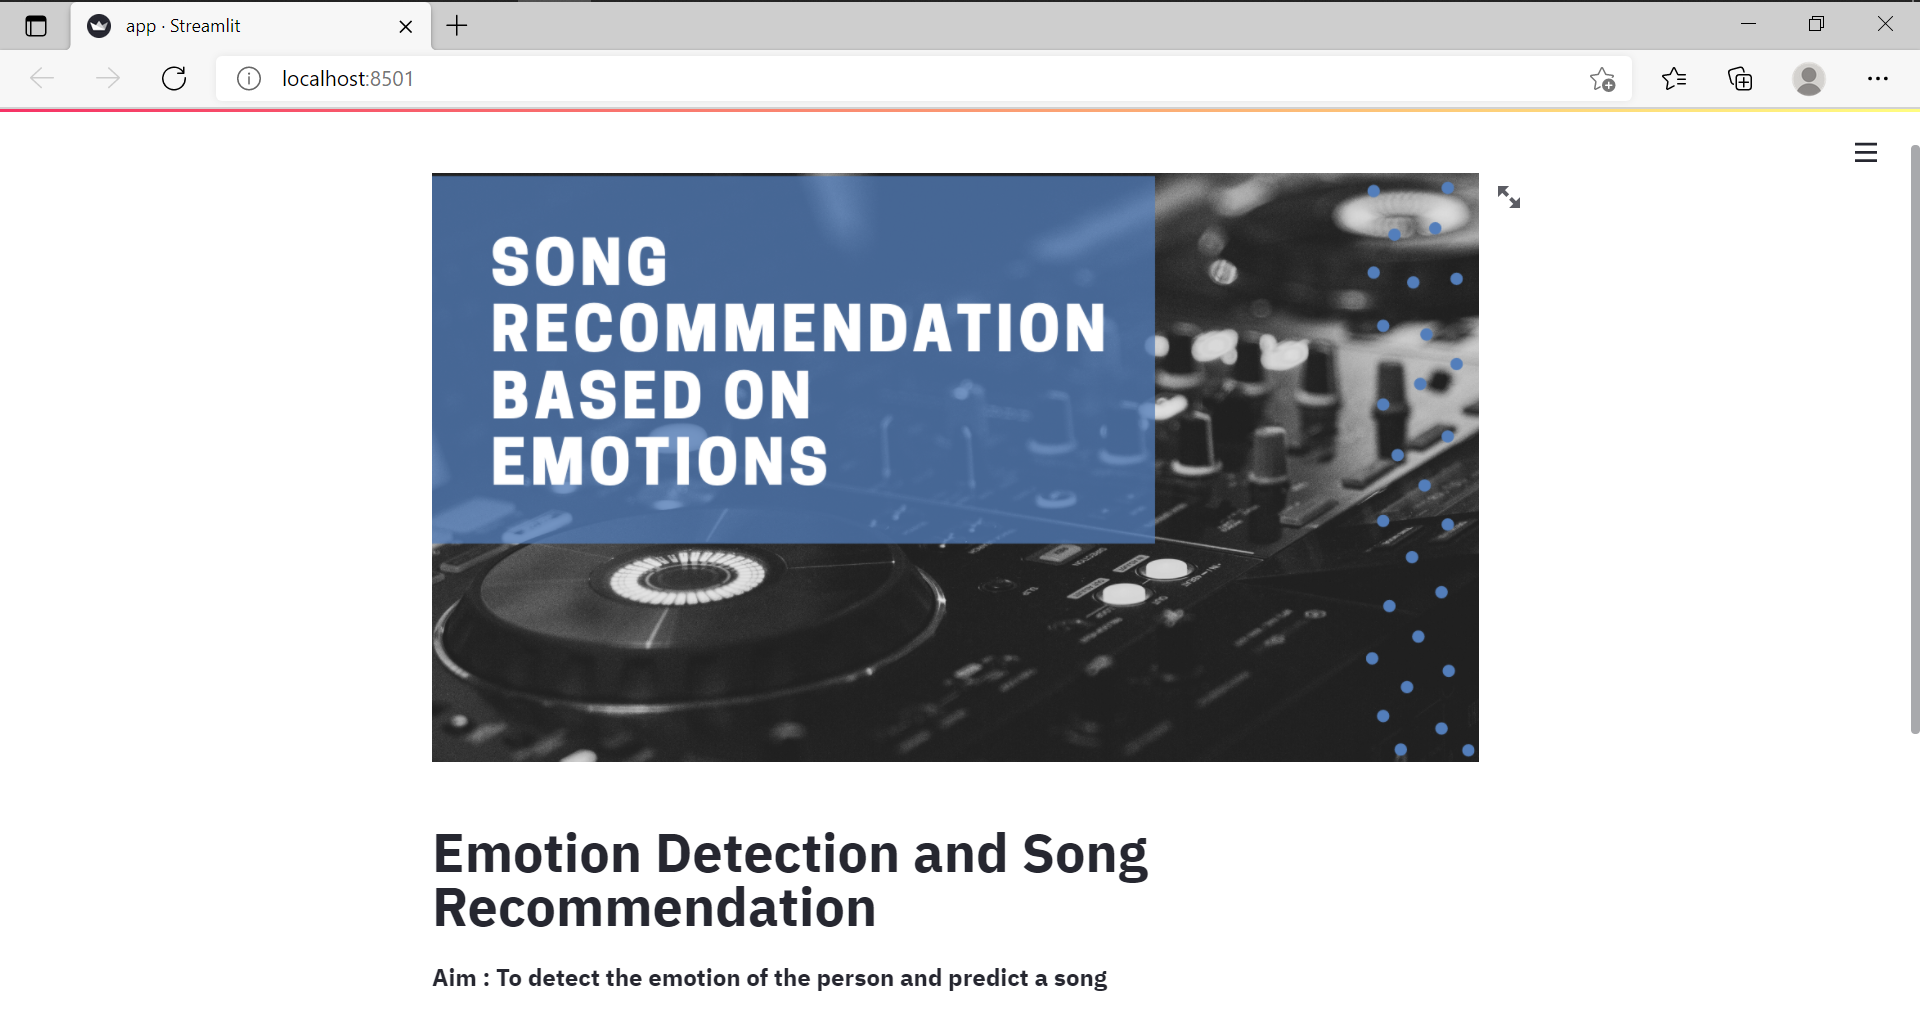 app · Streamlit
localhost:8501
SONG
RECOMMENDATION
BASED ON
EMOTIONS
Emotion Detection and Song
Recommendation
Aim : To detect the emotion of the person and predict a song